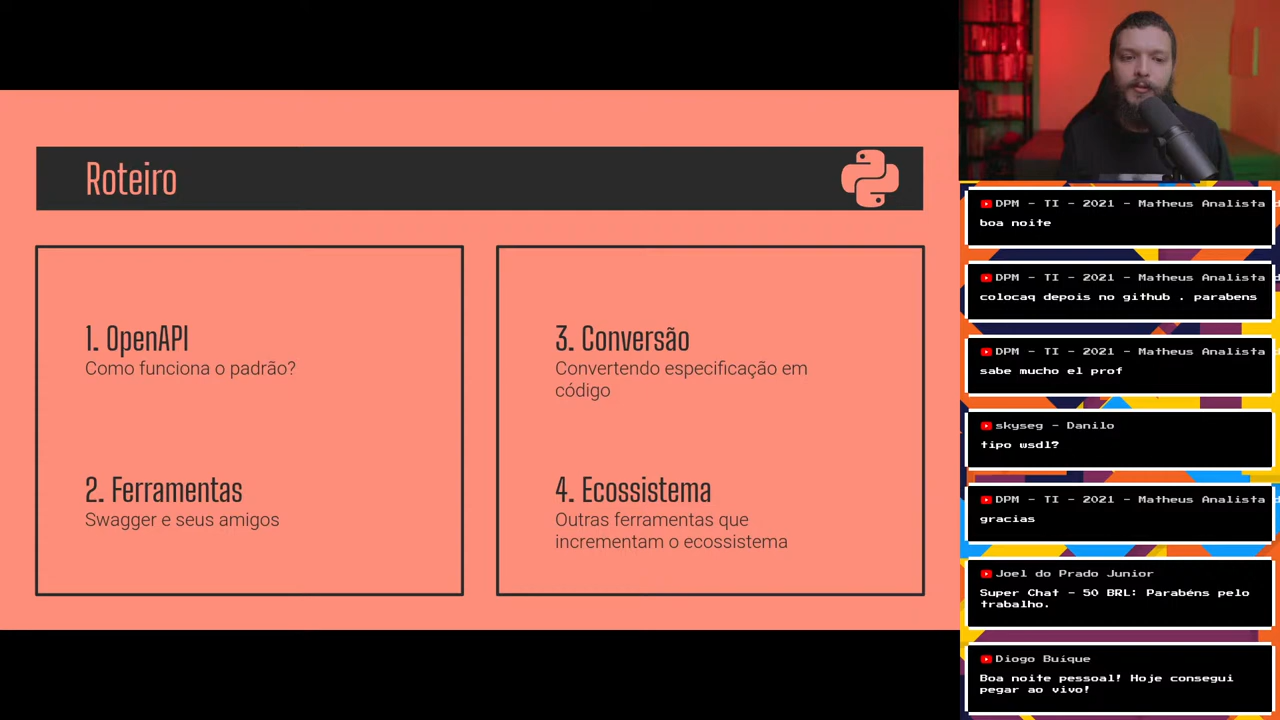 Roteiro
1. OpenAPI
Como funciona o padrão?
2. Ferramentas
Swagger e seus amigos
3. Conversão
Convertendo especificação em
código
4. Ecossistema
Outras ferramentas que
incrementam o ecossistema
DPM - TI - 2021 - Matheus Analista d
boa noite
DPM - TI - 2021 - Matheus Analista d
colocaq depois no github . parabens
DPM - TI - 2021 - Matheus Analista d
sabe mucho el prof
skyseg - Danilo
tipo wsdl?
DPM - TI - 2021 - Matheus Analista d
gracias
Joel do Prado Junior
Super Chat - 50 BRL: Parabéns pelo
trabalho.
Diogo Buíque
Boa noite pessoal! Hoje consegui
pegar ao vivo!